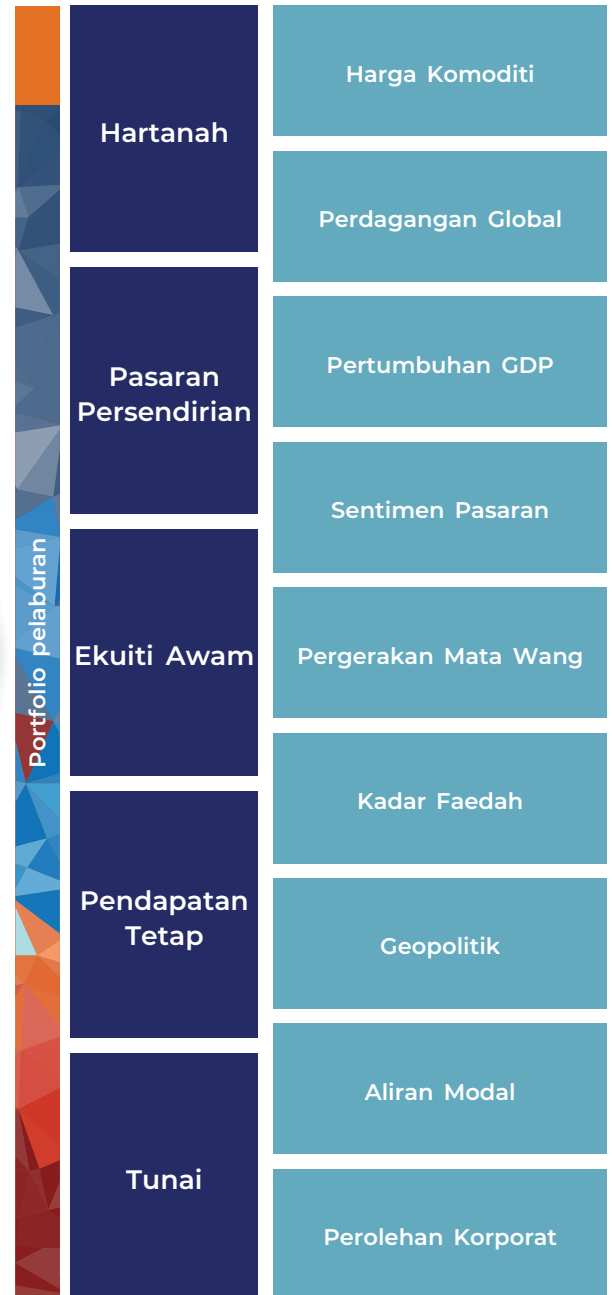 Portfolio pelaburan
Hartanah
Pasaran
Persendirian
Ekuiti Awam
Pendapatan
Tetap
Tunai
Harga Komoditi
Perdagangan Global
Pertumbuhan GDP
Sentimen Pasaran
Pergerakan Mata Wang
Kadar Faedah
Geopolitik
Aliran Modal
Perolehan Korporat